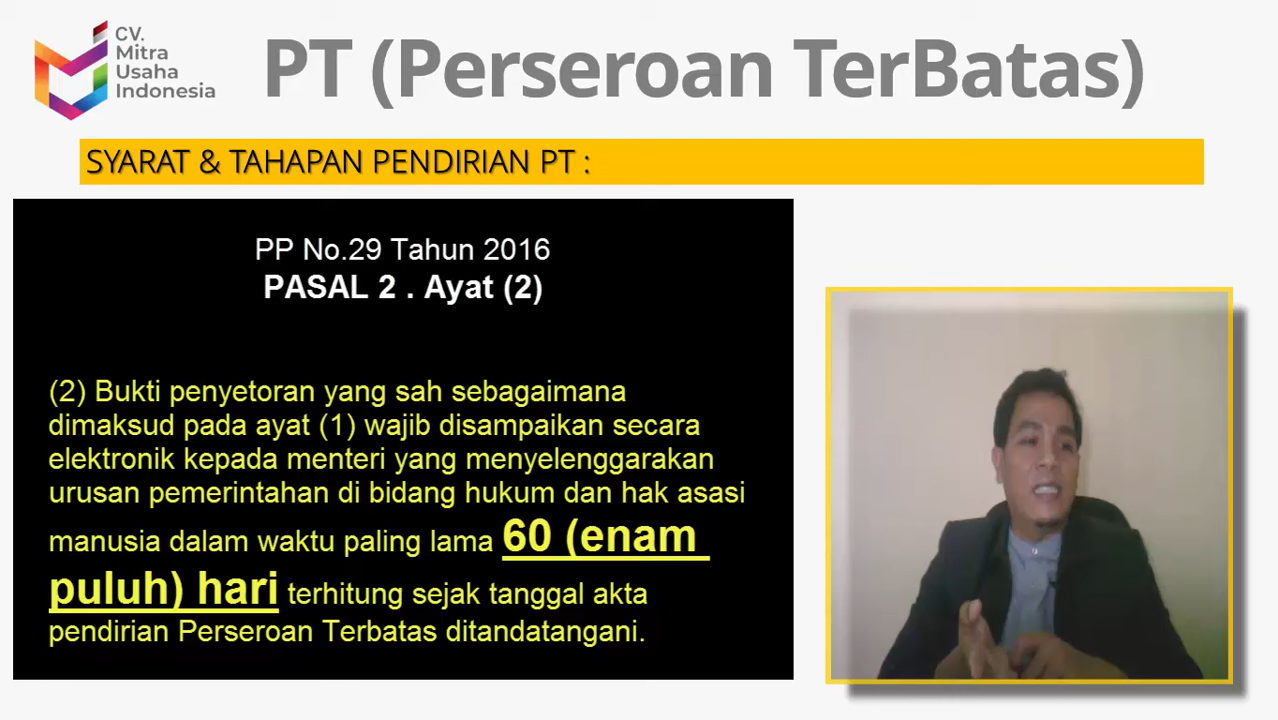 CV.
Mitra
Usaha
Indonesia
PT (Perseroan TerBatas)
SYARAT & TAHAPAN PENDIRIAN PT :
PP No.29 Tahun 2016
PASAL 2 . Ayat (2)
(2) Bukti penyetoran yang sah sebagaimana
dimaksud pada ayat (1) wajib disampaikan secara
elektronik kepada menteri yang menyelenggarakan
urusan pemerintahan di bidang hukum dan hak asasi
manusia dalam waktu paling lama 60 (enam
puluh) hari terhitung sejak tanggal akta
pendirian Perseroan Terbatas ditandatangani.